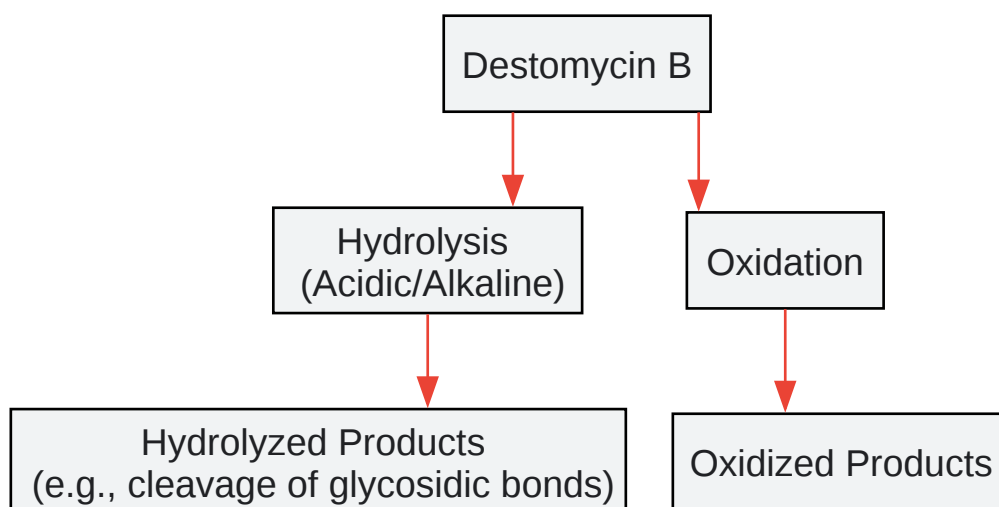 Destomycin B
Hydrolysis
(Acidic/Alkaline)
Oxidation
Hydrolyzed Products
(e.g., cleavage of glycosidic bonds)
Oxidized Products